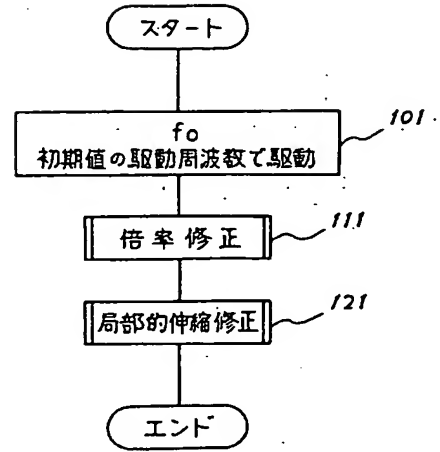 スタート
fo
初期値の駆動周波数で駆動
101
倍率修正
111
局部的伸縮修正
121
エンド